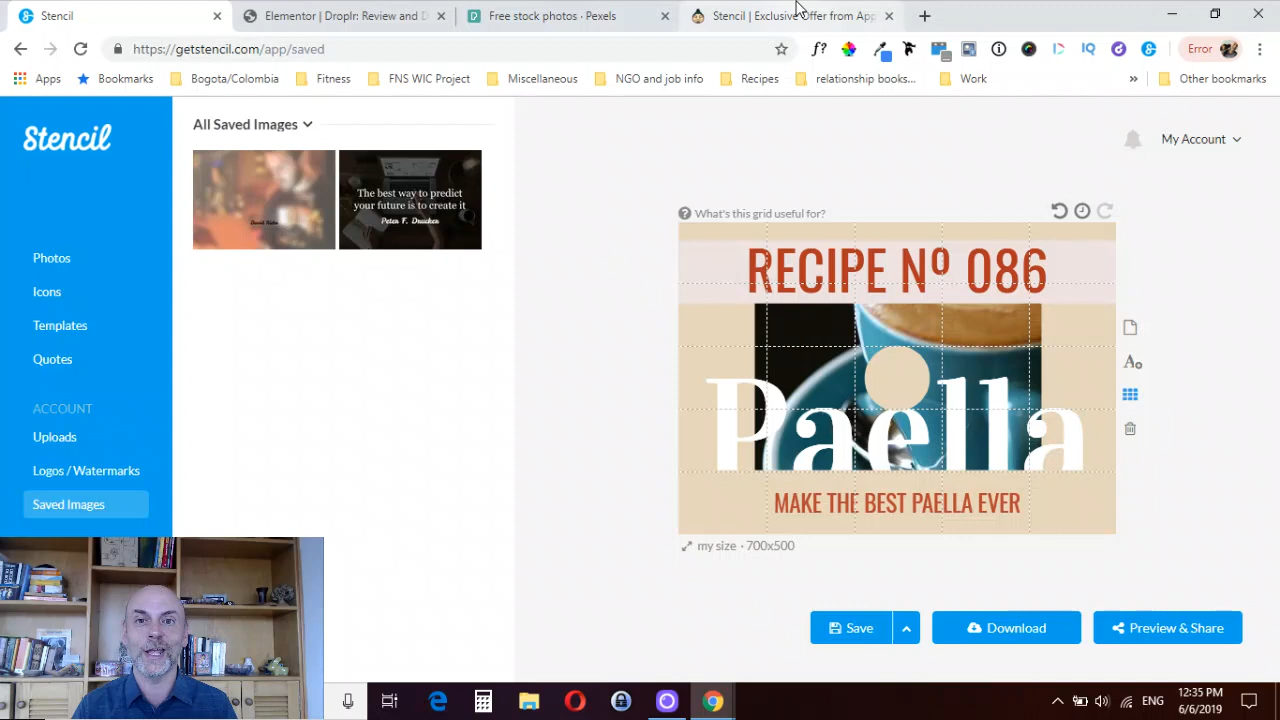 Stencil
Elementor | Droplr: Review and D
Free stock photos · Pexels
Stencil | Exclusive Offer from App
https://getstencil.com/app/saved
f?
IQ
Error
Apps
Bookmarks
Bogota/Colombia
Fitness
FNS WIC Project
Miscellaneous
NGO and job info
Recipes
relationship books...
Work
»
Other bookmarks
Stencil
Photos
Icons
Templates
Quotes
ACCOUNT
Uploads
Logos / Watermarks
Saved Images
All Saved Images
The best way to predict
your future is to create it
Peter F. Drucker
My Account
What's this grid useful for?
RECIPE Nº 086
Paella
MAKE THE BEST PAELLA EVER
my size · 700x500
Save
Download
Preview & Share
ENG
12:35 PM
6/6/2019